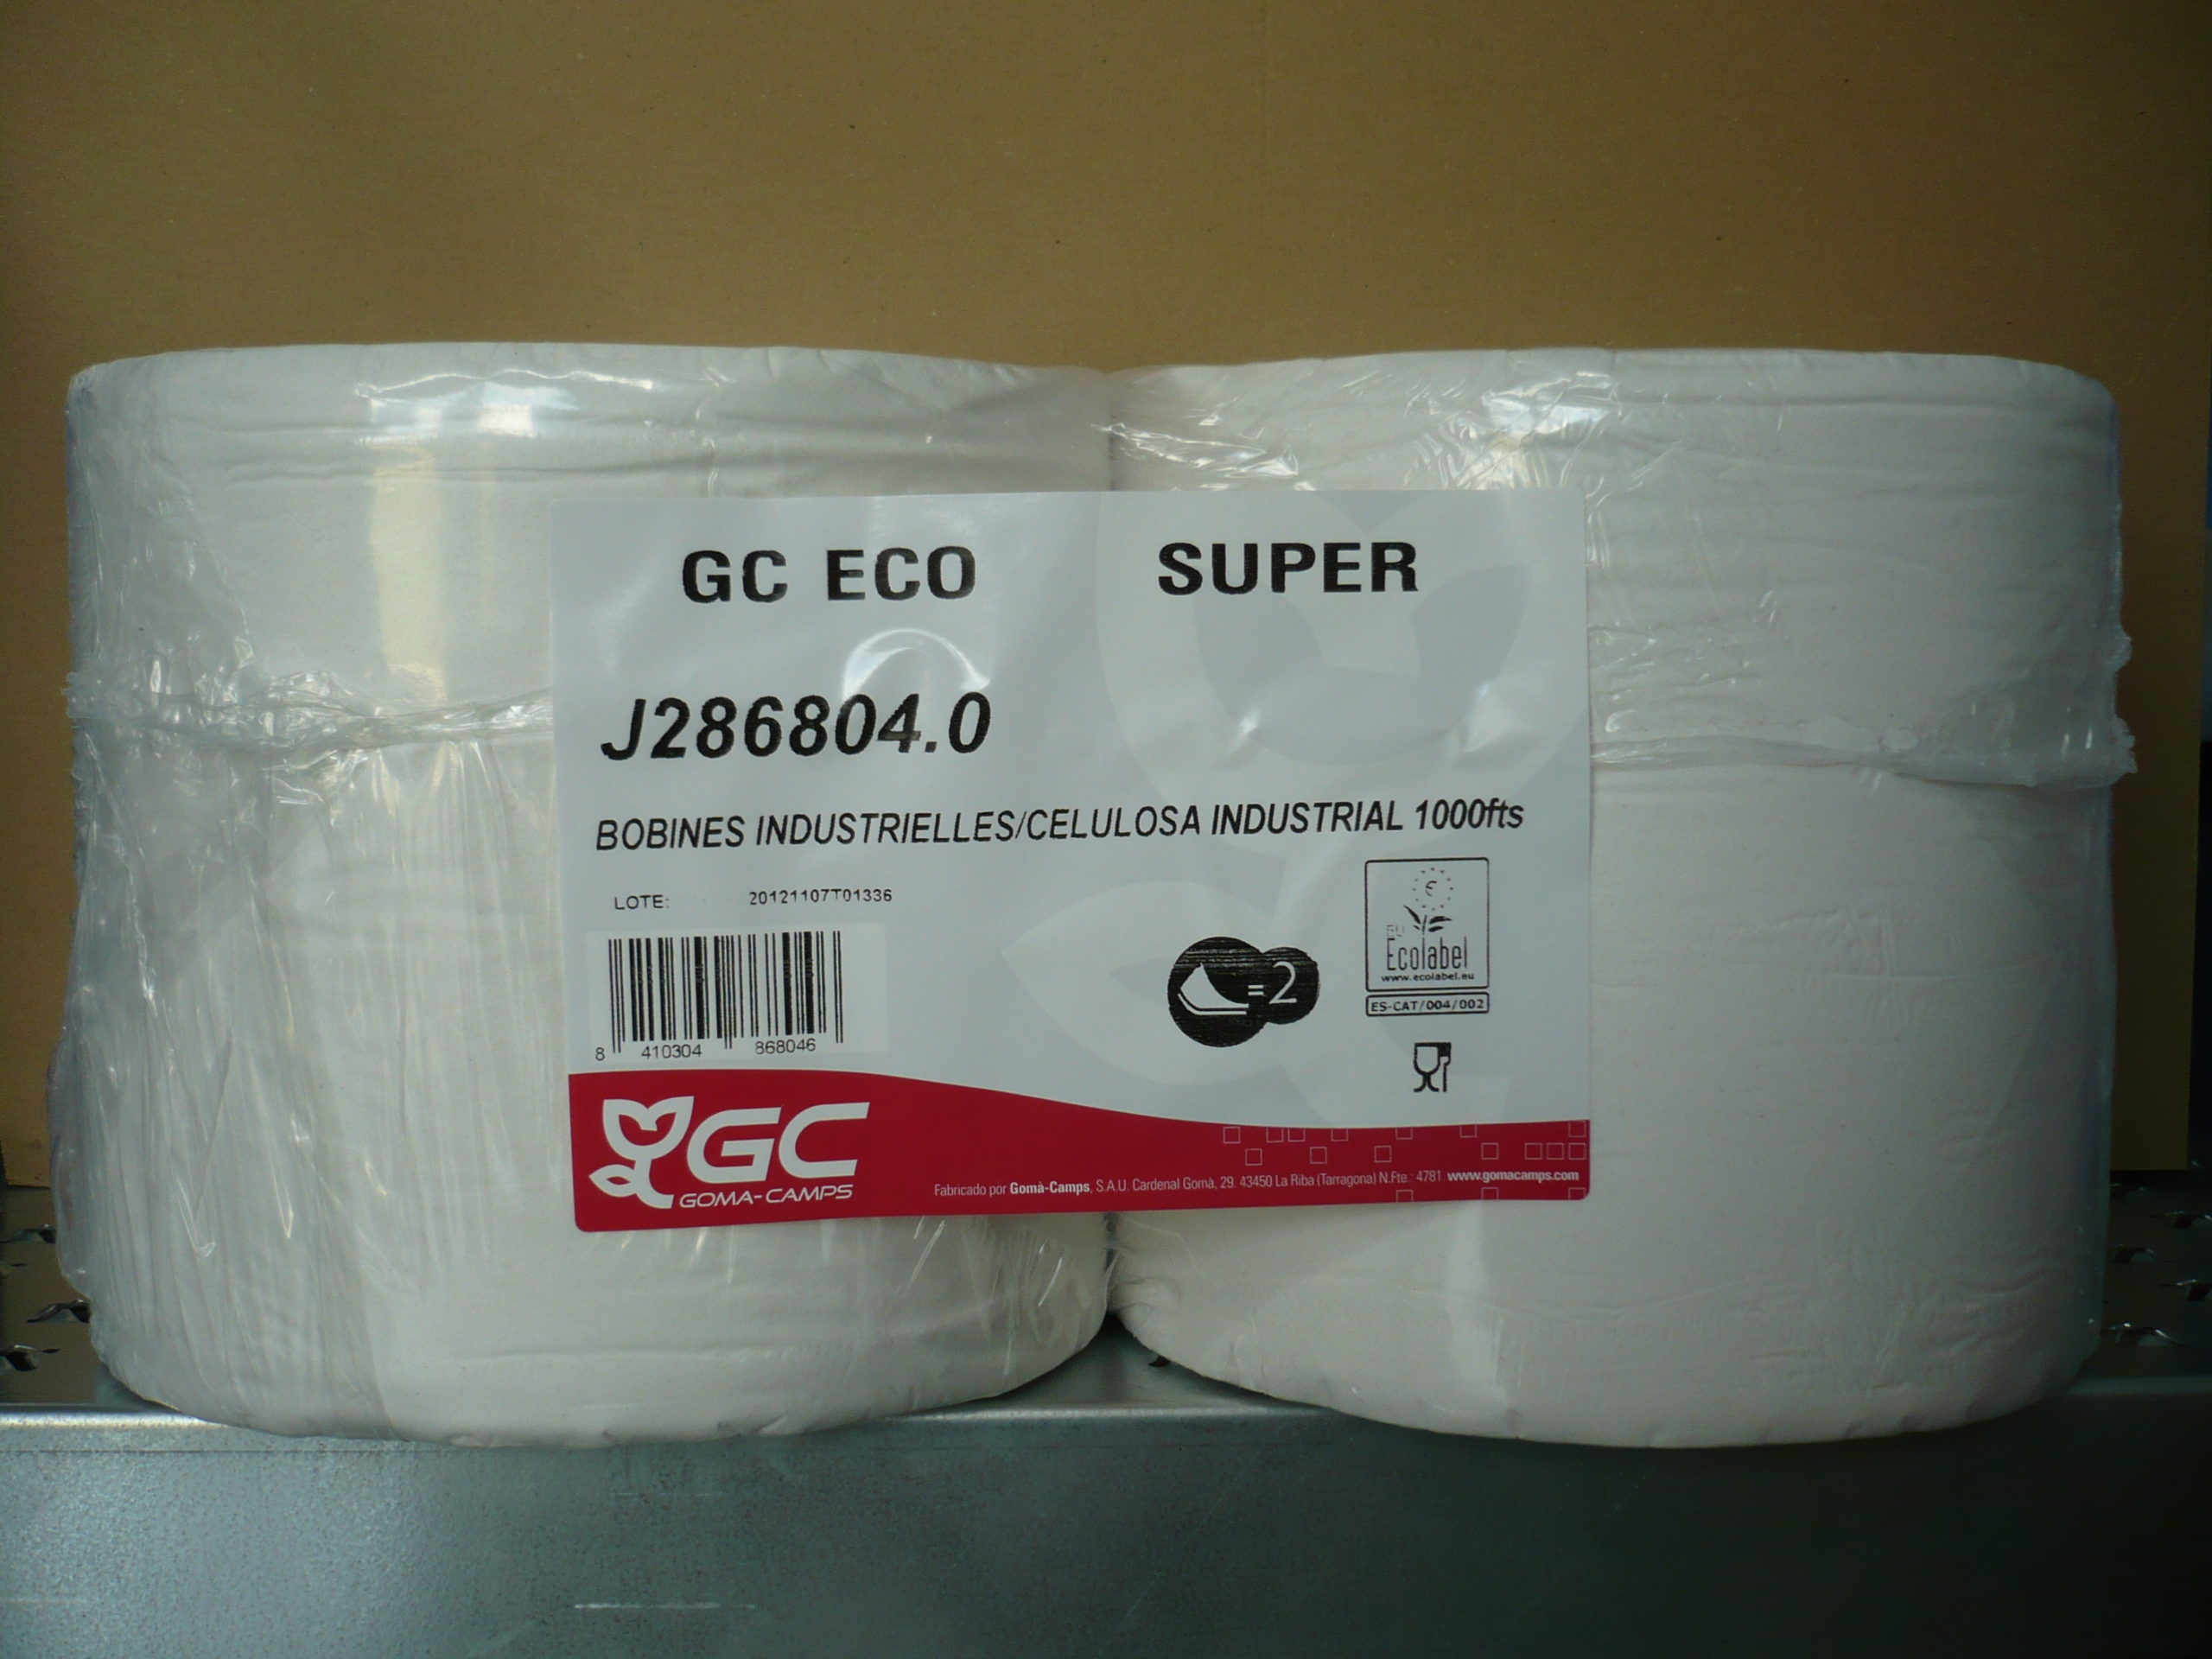 GC ECO SUPER
J286804.0
BOBINES INDUSTRIELLES/CELULOSA INDUSTRIAL 1000fts
LOTE: 20121107T01336
8 410304 868046
=2
€
EU
Ecolabel
www.ecolabel.eu
ES-CAT/004/002
GC
GOMA-CAMPS
Fabricado por Gomà-Camps, S.A.U. Cardenal Gomà, 29. 43450 La Riba (Tarragona) N.Fte.: 4781. www.gomacamps.com